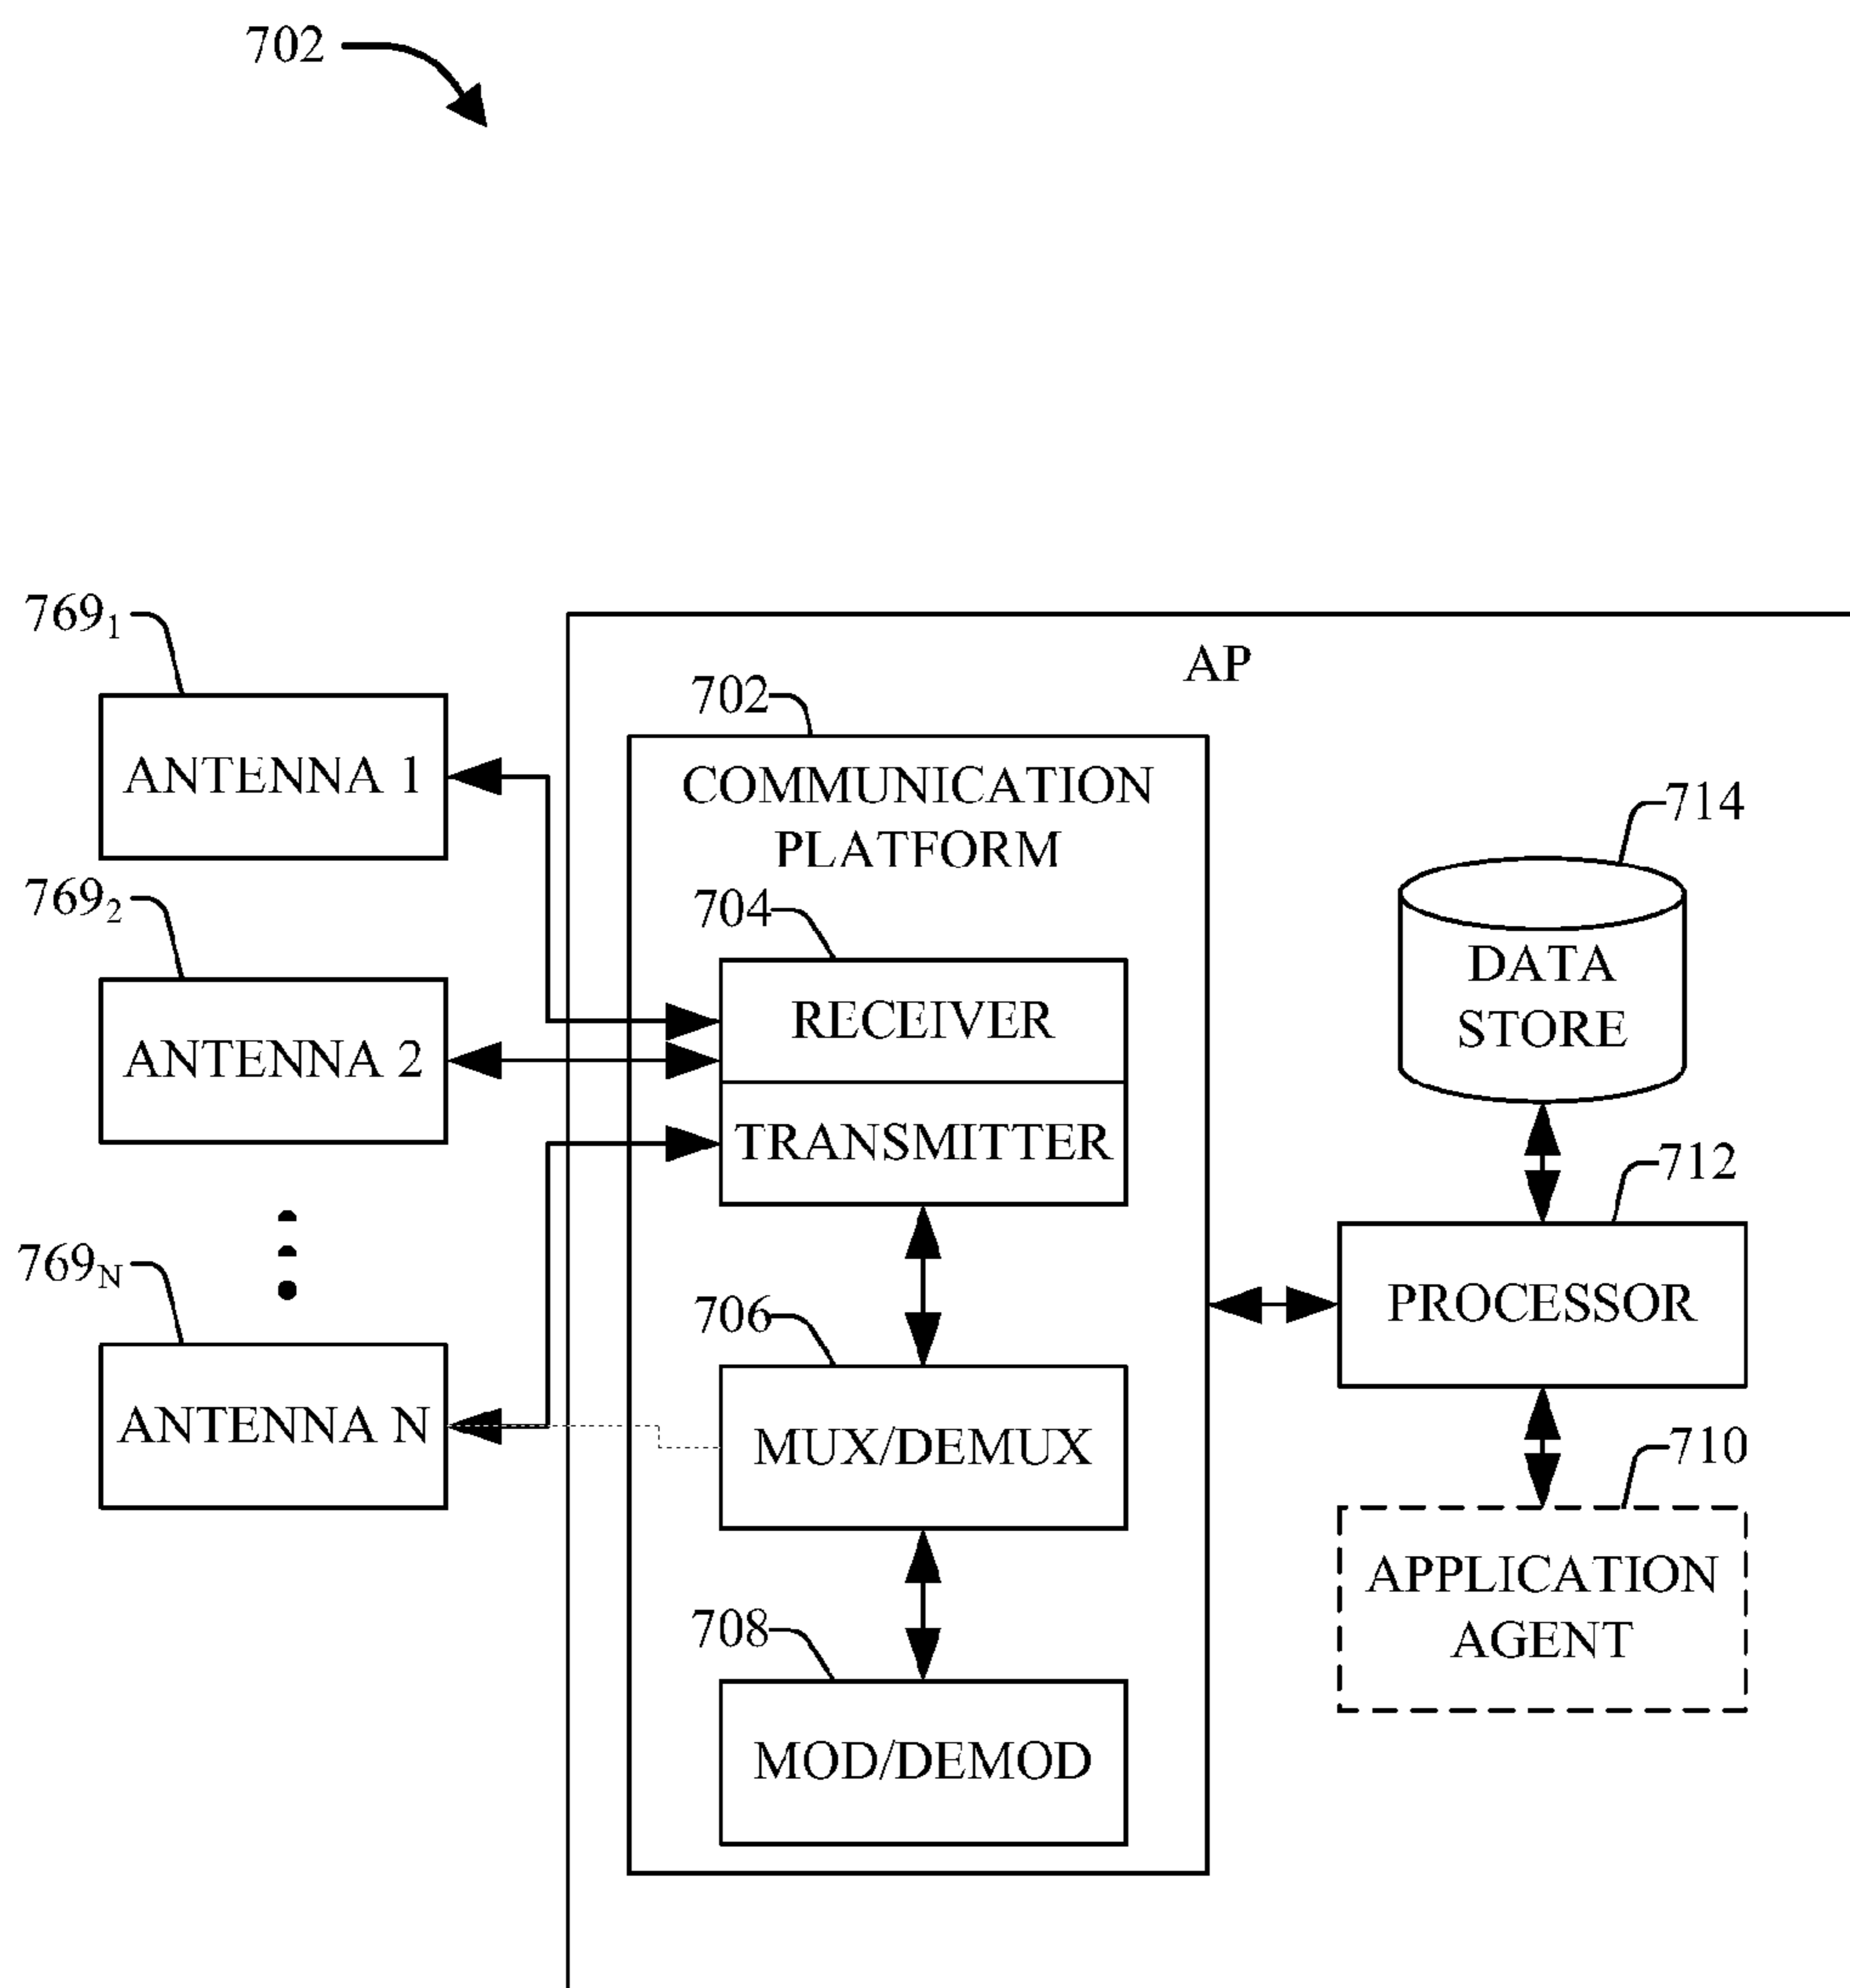 702
769₁
AP
702
ANTENNA 1
COMMUNICATION
PLATFORM
714
769₂
704
DATA
STORE
RECEIVER
ANTENNA 2
TRANSMITTER
712
769N
706
PROCESSOR
ANTENNA N
MUX/DEMUX
710
APPLICATION
AGENT
708
MOD/DEMOD